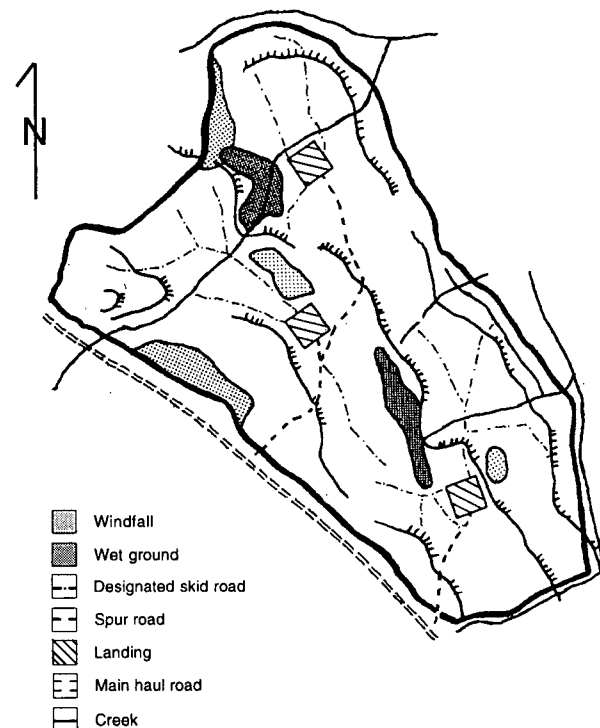 N
Windfall
Wet ground
Designated skid road
Spur road
Landing
Main haul road
Creek